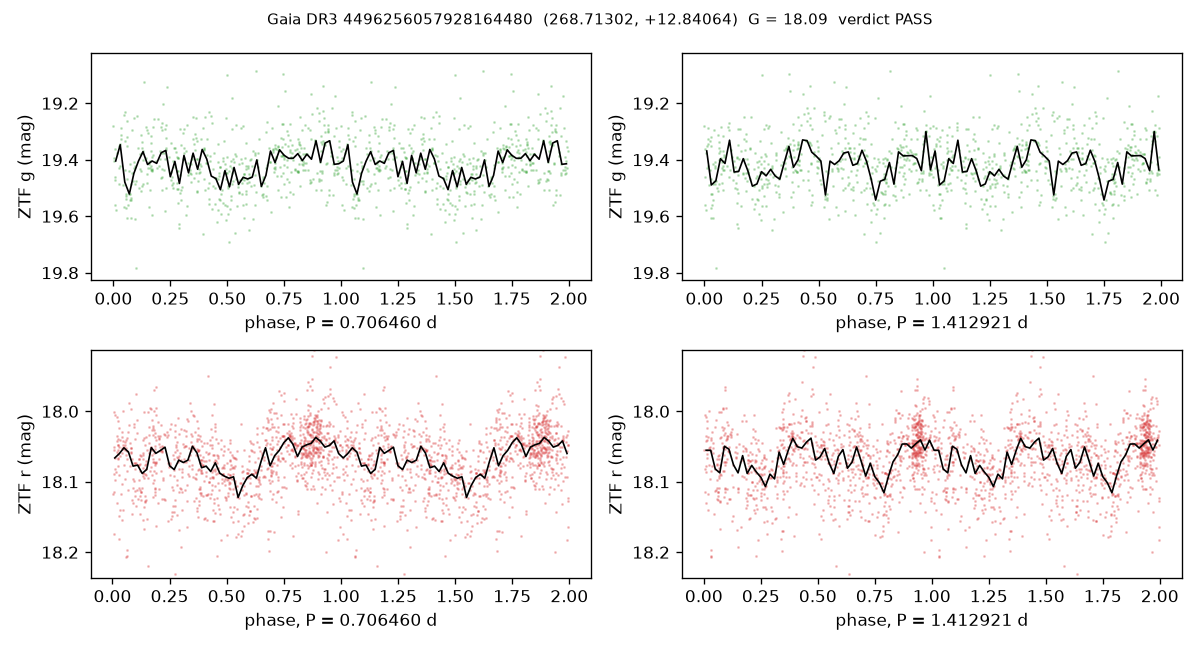 Gaia DR3 4496256057928164480 (268.71302, +12.84064) G = 18.09 verdict PASS
ZTF g (mag)
19.2
19.4
19.6
19.8
0.00 0.25 0.50 0.75 1.00 1.25 1.50 1.75 2.00
phase, P = 0.706460 d
ZTF g (mag)
19.2
19.4
19.6
19.8
0.00 0.25 0.50 0.75 1.00 1.25 1.50 1.75 2.00
phase, P = 1.412921 d
ZTF r (mag)
18.0
18.1
18.2
0.00 0.25 0.50 0.75 1.00 1.25 1.50 1.75 2.00
phase, P = 0.706460 d
ZTF r (mag)
18.0
18.1
18.2
0.00 0.25 0.50 0.75 1.00 1.25 1.50 1.75 2.00
phase, P = 1.412921 d